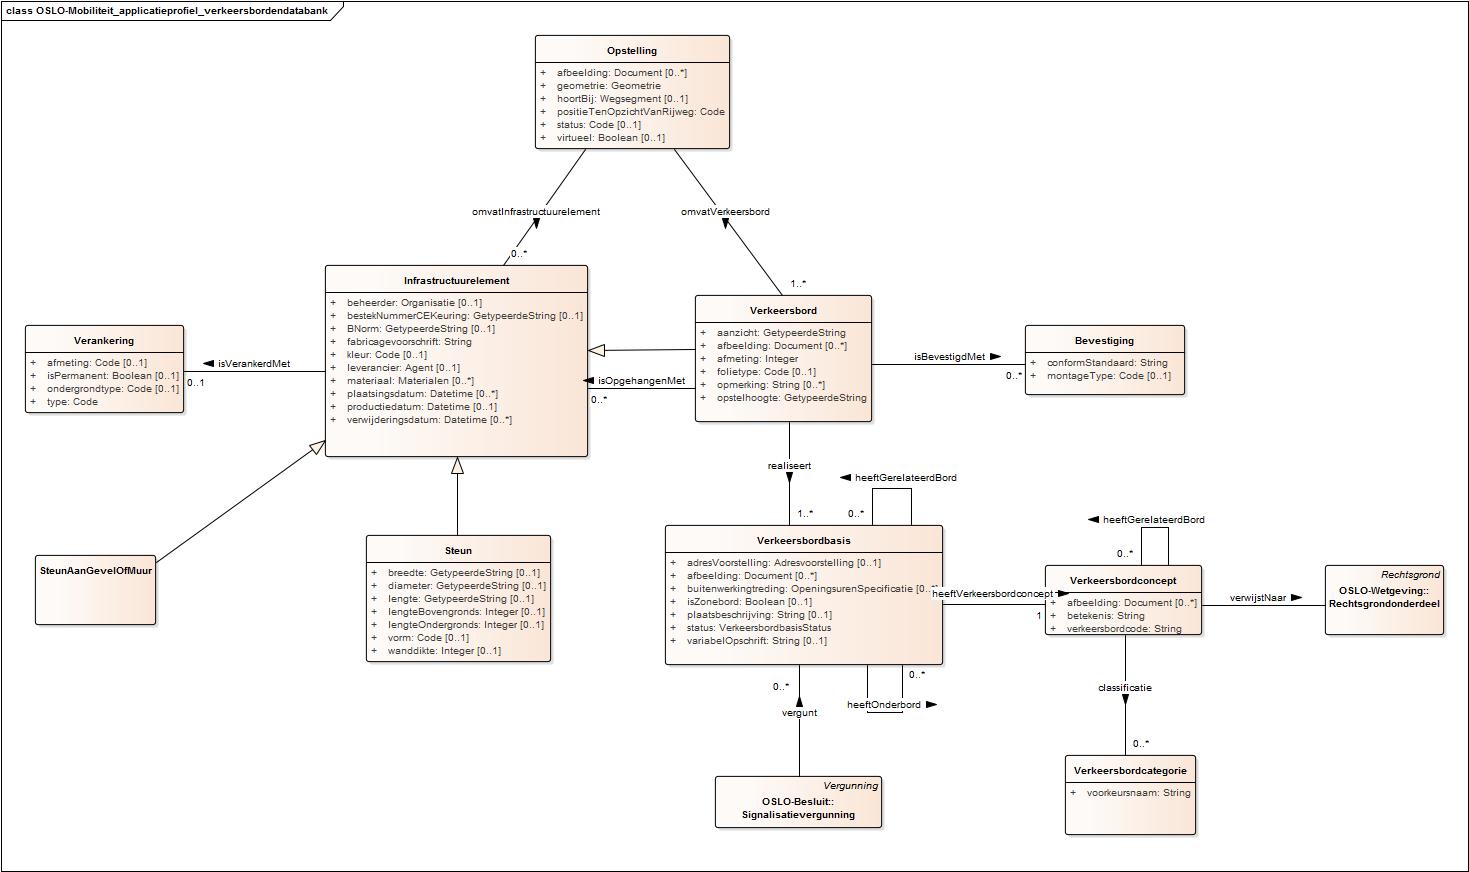 class OSLO-Mobiliteit_applicatieprofiel_verkeersbordendatabank
Opstelling
+ afbeelding: Document [0..*]
+ geometrie: Geometrie
+ hoortBij: Wegsegment [0..1]
+ positieTenOpzichtVanRijweg: Code
+ status: Code [0..1]
+ virtueel: Boolean [0..1]
omvatInfrastructuurelement
0..*
omvatVerkeersbord
1..*
Infrastructuurelement
+ beheerder: Organisatie [0..1]
+ bestekNummerCEKeuring: GetypeerdeString [0..1]
+ BNorm: GetypeerdeString [0..1]
+ fabricagevoorschrift: String
+ kleur: Code [0..1]
+ leverancier: Agent [0..1]
+ materiaal: Materialen [0..*]
+ plaatsingsdatum: Datetime [0..*]
+ productiedatum: Datetime [0..1]
+ verwijderingsdatum: Datetime [0..*]
Verkeersbord
+ aanzicht: GetypeerdeString
+ afbeelding: Document [0..*]
+ afmeting: Integer
+ folietype: Code [0..1]
+ opmerking: String [0..*]
+ opstelhoogte: GetypeerdeString
Verankering
+ afmeting: Code [0..1]
+ isPermanent: Boolean [0..1]
+ ondergrondtype: Code [0..1]
+ type: Code
isVerankerdMet
0..1
isOpgehangenMet
0..*
isBevestigdMet
0..*
Bevestiging
+ conformStandaard: String
+ montageType: Code [0..1]
realiseert
1..*
heeftGerelateerdBord
0..*
heeftGerelateerdBord
0..*
SteunAanGevelOfMuur
Steun
+ breedte: GetypeerdeString [0..1]
+ diameter: GetypeerdeString [0..1]
+ lengte: GetypeerdeString [0..1]
+ lengteBovengronds: Integer [0..1]
+ lengteOndergronds: Integer [0..1]
+ vorm: Code [0..1]
+ wanddikte: Integer [0..1]
Verkeersbordbasis
+ adresVoorstelling: Adresvoorstelling [0..1]
+ afbeelding: Document [0..*]
+ buitenwerkingtreding: OpeningsurenSpecificatie [0..*]
+ isZonebord: Boolean [0..1]
+ plaatsbeschrijving: String [0..1]
+ status: VerkeersbordbasisStatus
+ variabelOpschrift: String [0..1]
heeftVerkeersbordconcept
1
Verkeersbordconcept
+ afbeelding: Document [0..*]
+ betekenis: String
+ verkeersbordcode: String
verwijstNaar
Rechtsgrond
OSLO-Wetgeving::
Rechtsgrondonderdeel
0..*
vergunt
0..*
heeftOnderbord
classificatie
0..*
Vergunning
OSLO-Besluit::
Signalisatievergunning
Verkeersbordcategorie
+ voorkeursnaam: String